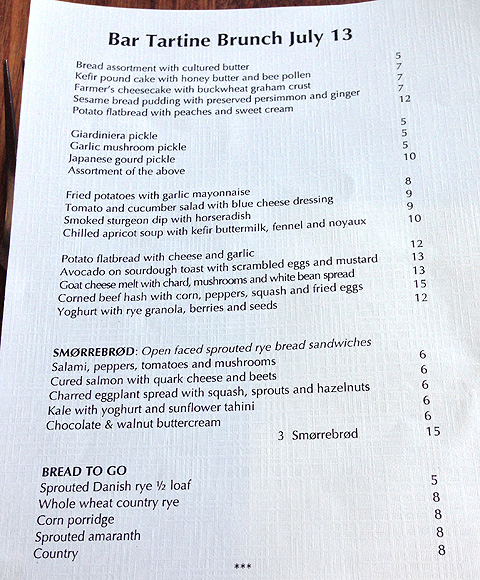 Bar Tartine Brunch July 13
Bread assortment with cultured butter 5
Kefir pound cake with honey butter and bee pollen 7
Farmer's cheesecake with buckwheat graham crust 7
Sesame bread pudding with preserved persimmon and ginger 7
Potato flatbread with peaches and sweet cream 12
Giardiniera pickle 5
Garlic mushroom pickle 5
Japanese gourd pickle 5
Assortment of the above 10
Fried potatoes with garlic mayonnaise 8
Tomato and cucumber salad with blue cheese dressing 9
Smoked sturgeon dip with horseradish 9
Chilled apricot soup with kefir buttermilk, fennel and noyaux 10
Potato flatbread with cheese and garlic 12
Avocado on sourdough toast with scrambled eggs and mustard 13
Goat cheese melt with chard, mushrooms and white bean spread 13
Corned beef hash with corn, peppers, squash and fried eggs 15
Yoghurt with rye granola, berries and seeds 12
SMØRREBRØD: Open faced sprouted rye bread sandwiches
Salami, peppers, tomatoes and mushrooms 6
Cured salmon with quark cheese and beets 6
Charred eggplant spread with squash, sprouts and hazelnuts 6
Kale with yoghurt and sunflower tahini 6
Chocolate & walnut buttercream 6
3 Smørrebrød 15
BREAD TO GO
Sprouted Danish rye ½ loaf 5
Whole wheat country rye 8
Corn porridge 8
Sprouted amaranth 8
Country 8
***